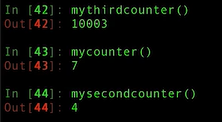 In [42]: mythirdcounter()
Out[42]: 10003
In [43]: mycounter()
Out[43]: 7
In [44]: mysecondcounter()
Out[44]: 4